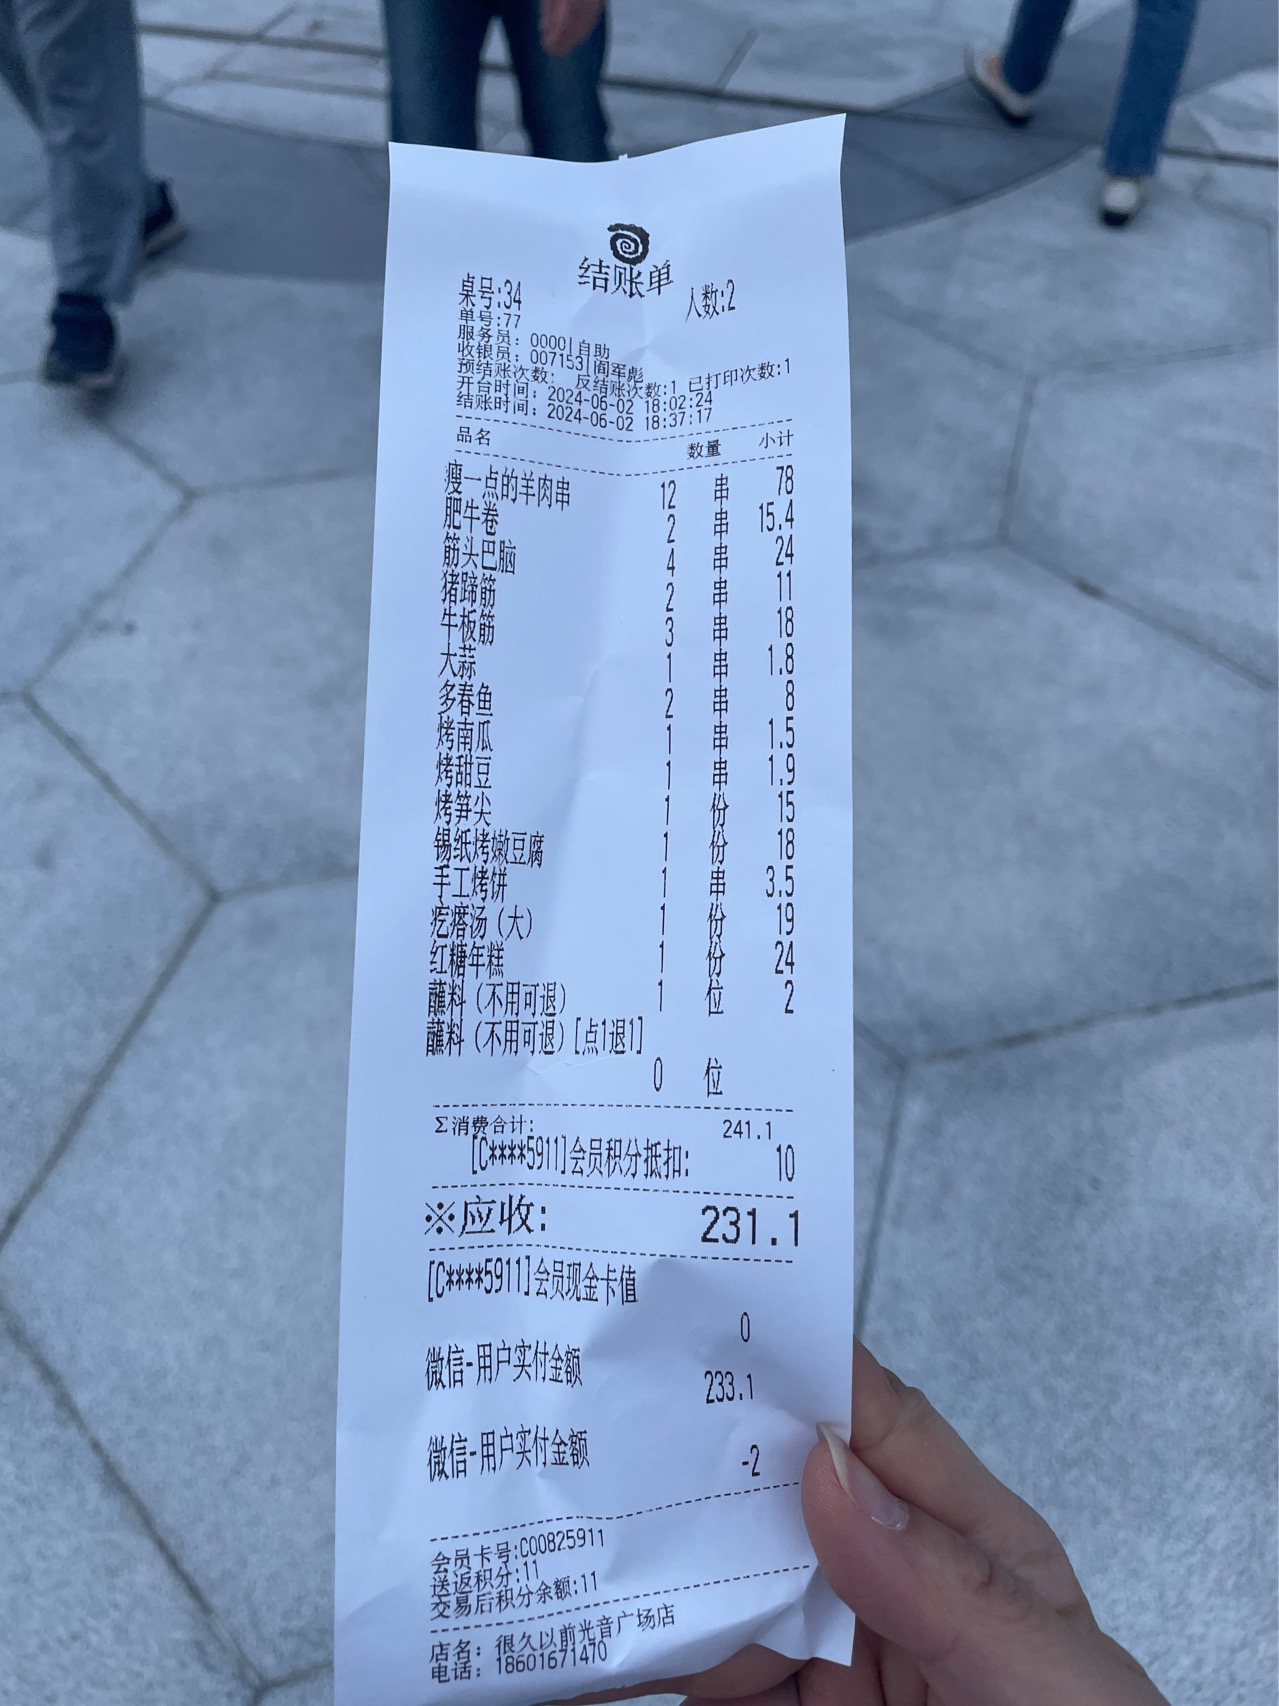 结账单
桌号:34 人数:2
单号:77
服务员: 0000|自助
收银员: 007153|阎军彪
预结账次数: 反结账次数:1 已打印次数:1
开台时间: 2024-06-02 18:02:24
结账时间: 2024-06-02 18:37:17
品名 数量 小计
瘦一点的羊肉串 12 串 78
肥牛卷 2 串 15.4
筋头巴脑 4 串 24
猪蹄筋 2 串 11
牛板筋 3 串 18
大蒜 1 串 1.8
多春鱼 2 串 8
烤南瓜 1 串 1.5
烤甜豆 1 串 1.9
烤笋尖 1 份 15
锡纸烤嫩豆腐 1 份 18
手工烤饼 1 串 3.5
疙瘩汤(大) 1 份 19
红糖年糕 1 份 24
蘸料(不用可退) 1 位 2
蘸料(不用可退)[点1退1]
0 位
Σ消费合计: 241.1
[C****5911]会员积分抵扣: 10
※应收: 231.1
[C****5911]会员现金卡值
0
微信-用户实付金额
233.1
微信-用户实付金额
-2
会员卡号:C00825911
送返积分:11
交易后积分余额:11
店名: 很久以前光音广场店
电话: 18601671470